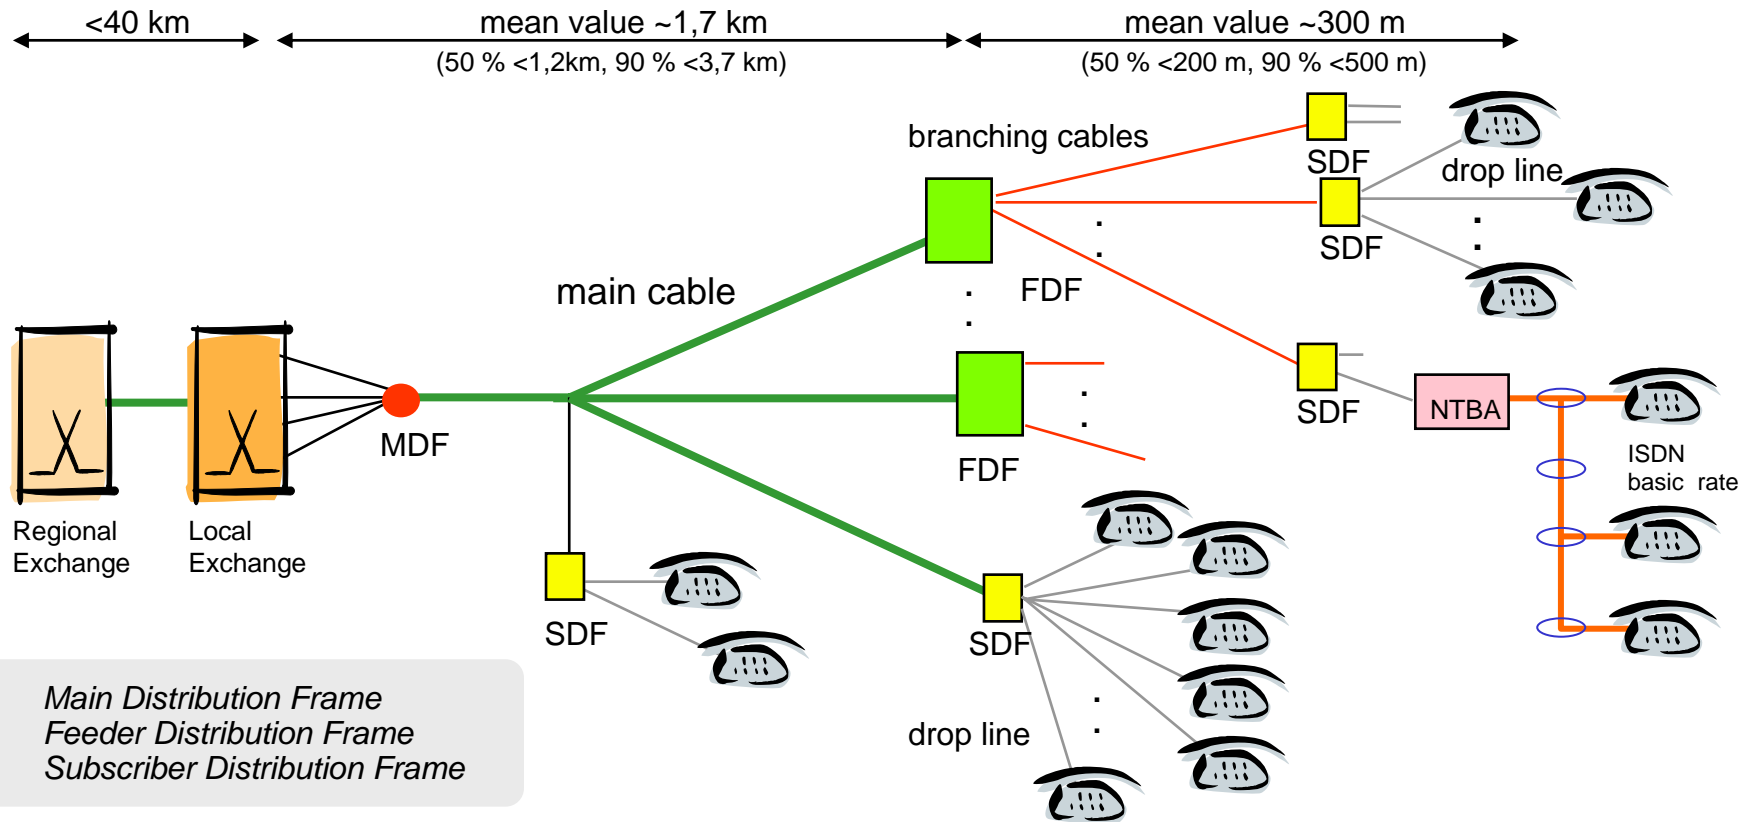 <40 km
mean value ~1,7 km
mean value ~300 m
(50 % <1,2km, 90 % <3,7 km)
(50 % <200 m, 90 % <500 m)
branching cables
SDF
drop line
SDF
main cable
FDF
MDF
SDF
NTBA
FDF
ISDN
basic rate
Regional
Exchange
Local
Exchange
SDF
SDF
drop line
Main Distribution Frame
Feeder Distribution Frame
Subscriber Distribution Frame